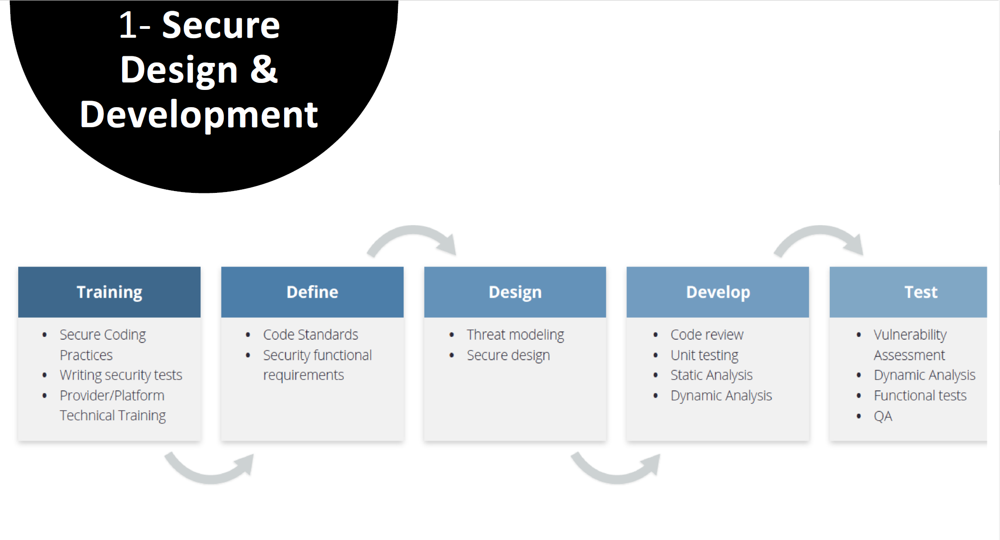 1- Secure
Design &
Development
Training
• Secure Coding
Practices
• Writing security tests
• Provider/Platform
Technical Training
Define
• Code Standards
• Security functional
requirements
Design
• Threat modeling
• Secure design
Develop
• Code review
• Unit testing
• Static Analysis
• Dynamic Analysis
Test
• Vulnerability
Assessment
• Dynamic Analysis
• Functional tests
• QA